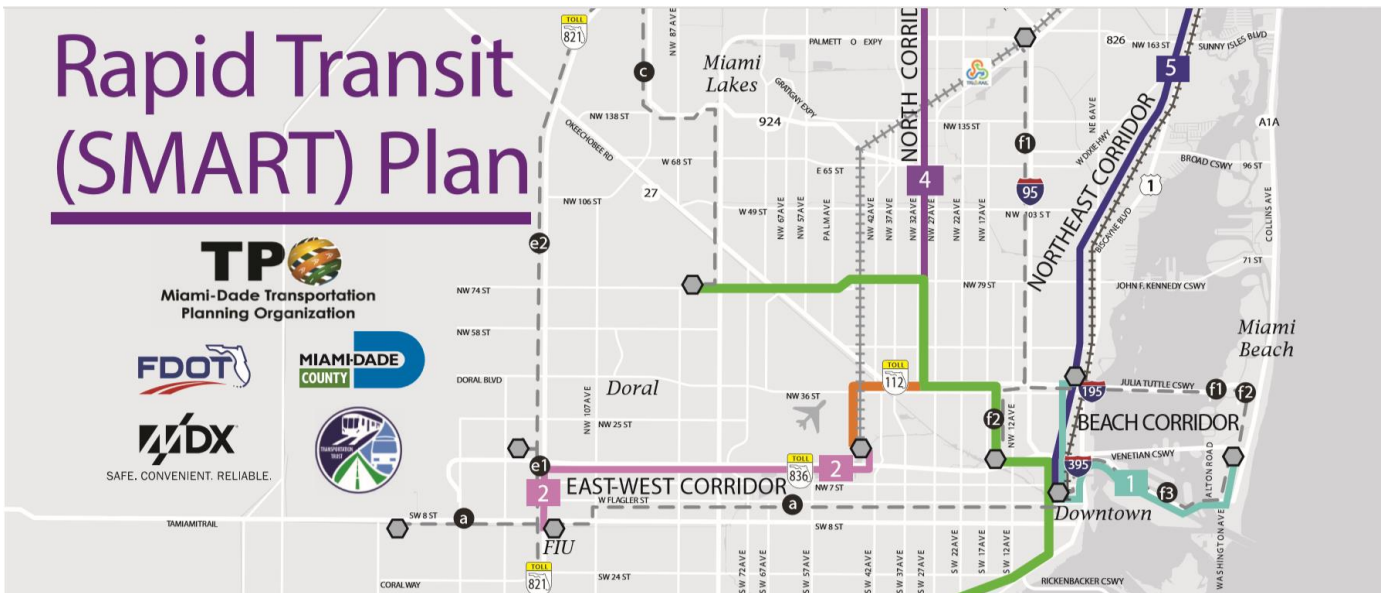 Rapid Transit
(SMART) Plan
TPO
Miami-Dade Transportation
Planning Organization
FDOT
MIAMI-DADE
COUNTY
MDX
SAFE. CONVENIENT. RELIABLE.
TRANSPORTATION
TRUST
TOLL
821
NW 87 AVE
c
Miami
Lakes
PALMETT O EXPY
826
NW 163 ST
SUNNY ISLES BLVD
NORTH CORRID
5
GRATIGNY EXPY
924
NW 138 ST
OKEECHOBEE RD
NW 135 ST
NE 6 AVE
W DIXIE HWY
A1A
f1
W 68 ST
E 65 ST
BROAD CSWY
96 ST
27
4
95
1
NW 106 ST
W 49 ST
NW 103 S T
NW 67 AVE
NW 57 AVE
PALM AVE
NW 42 AVE
NW 37 AVE
NW 32 AVE
NW 27 AVE
NW 22 AVE
NW 17 AVE
NORTHEAST CORRIDOR
BISCAYNE BLVD
COLLINS AVE
e2
71 ST
NW 74 ST
NW 79 ST
JOHN F. KENNEDY CSWY
NW 58 ST
Miami
Beach
DORAL BLVD
Doral
TOLL
112
195
JULIA TUTTLE CSWY
f1
f2
NW 107 AVE
NW 36 ST
f2
NW 12 AVE
BEACH CORRIDOR
NW 25 ST
VENETIAN CSWY
ALTON ROAD
e1
TOLL
836
2
395
2
EAST-WEST CORRIDOR
NW 7 ST
1
f3
W FLAGLER ST
a
Downtown
TAMIAMITRAIL
SW 8 ST
a
SW 8 ST
FIU
WASHINGTON AVE
TOLL
821
CORAL WAY
SW 24 ST
SW 72 AVE
SW 67 AVE
SW 57 AVE
SW 42 AVE
SW 37 AVE
SW 27 AVE
SW 22 AVE
SW 17 AVE
SW 12 AVE
RICKENBACKER CSWY